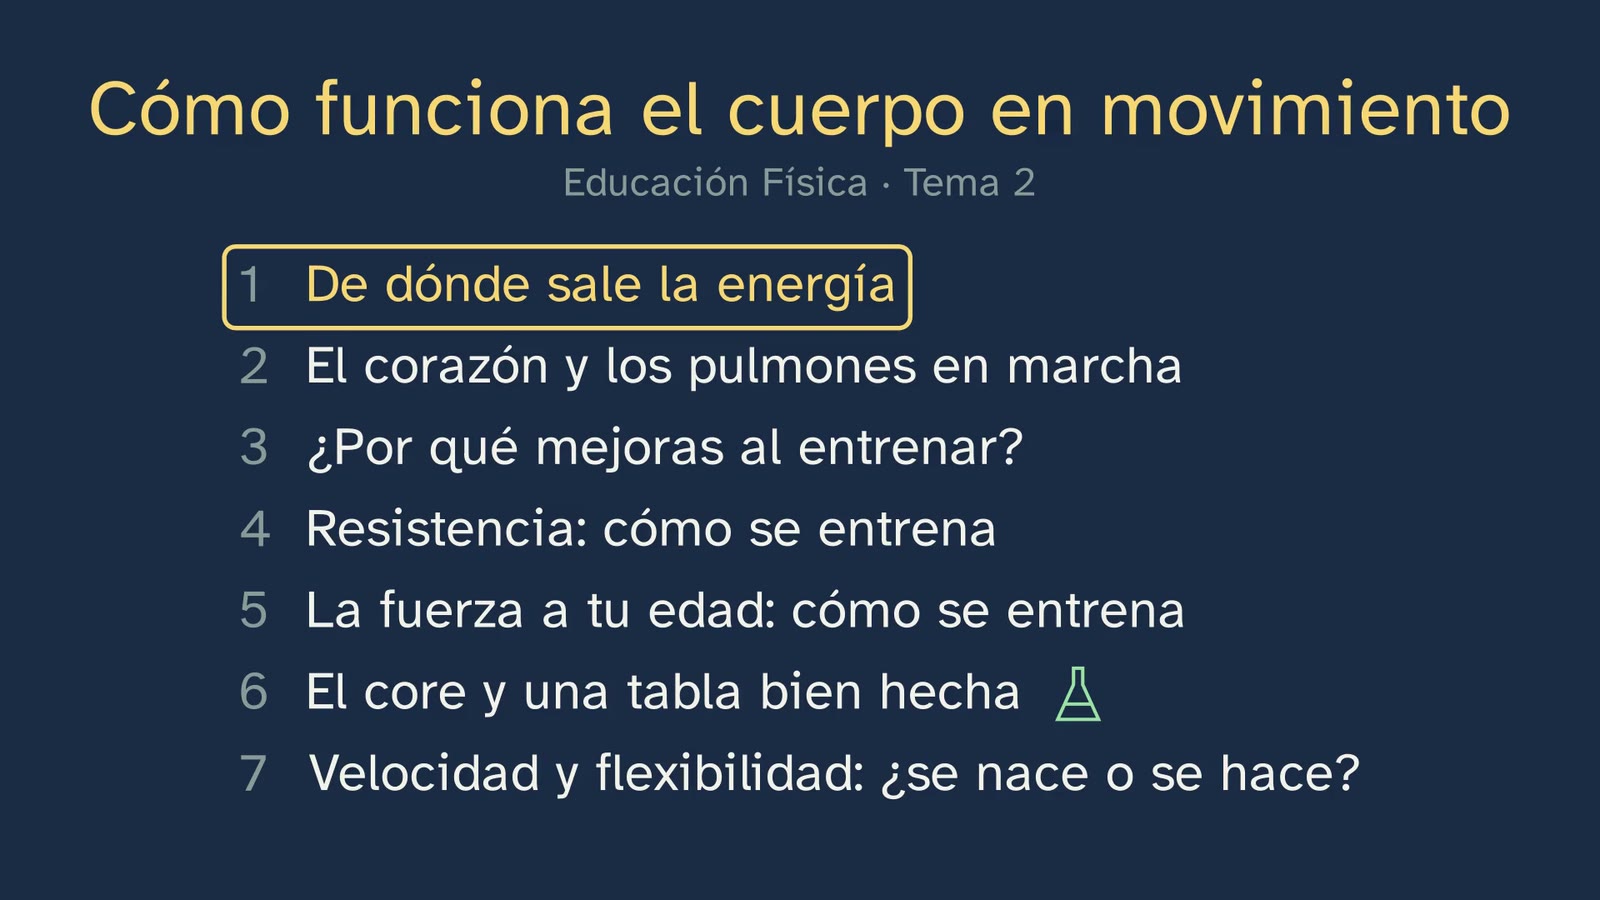 Cómo funciona el cuerpo en movimiento
Educación Física · Tema 2
1 De dónde sale la energía
2 El corazón y los pulmones en marcha
3 ¿Por qué mejoras al entrenar?
4 Resistencia: cómo se entrena
5 La fuerza a tu edad: cómo se entrena
6 El core y una tabla bien hecha
7 Velocidad y flexibilidad: ¿se nace o se hace?